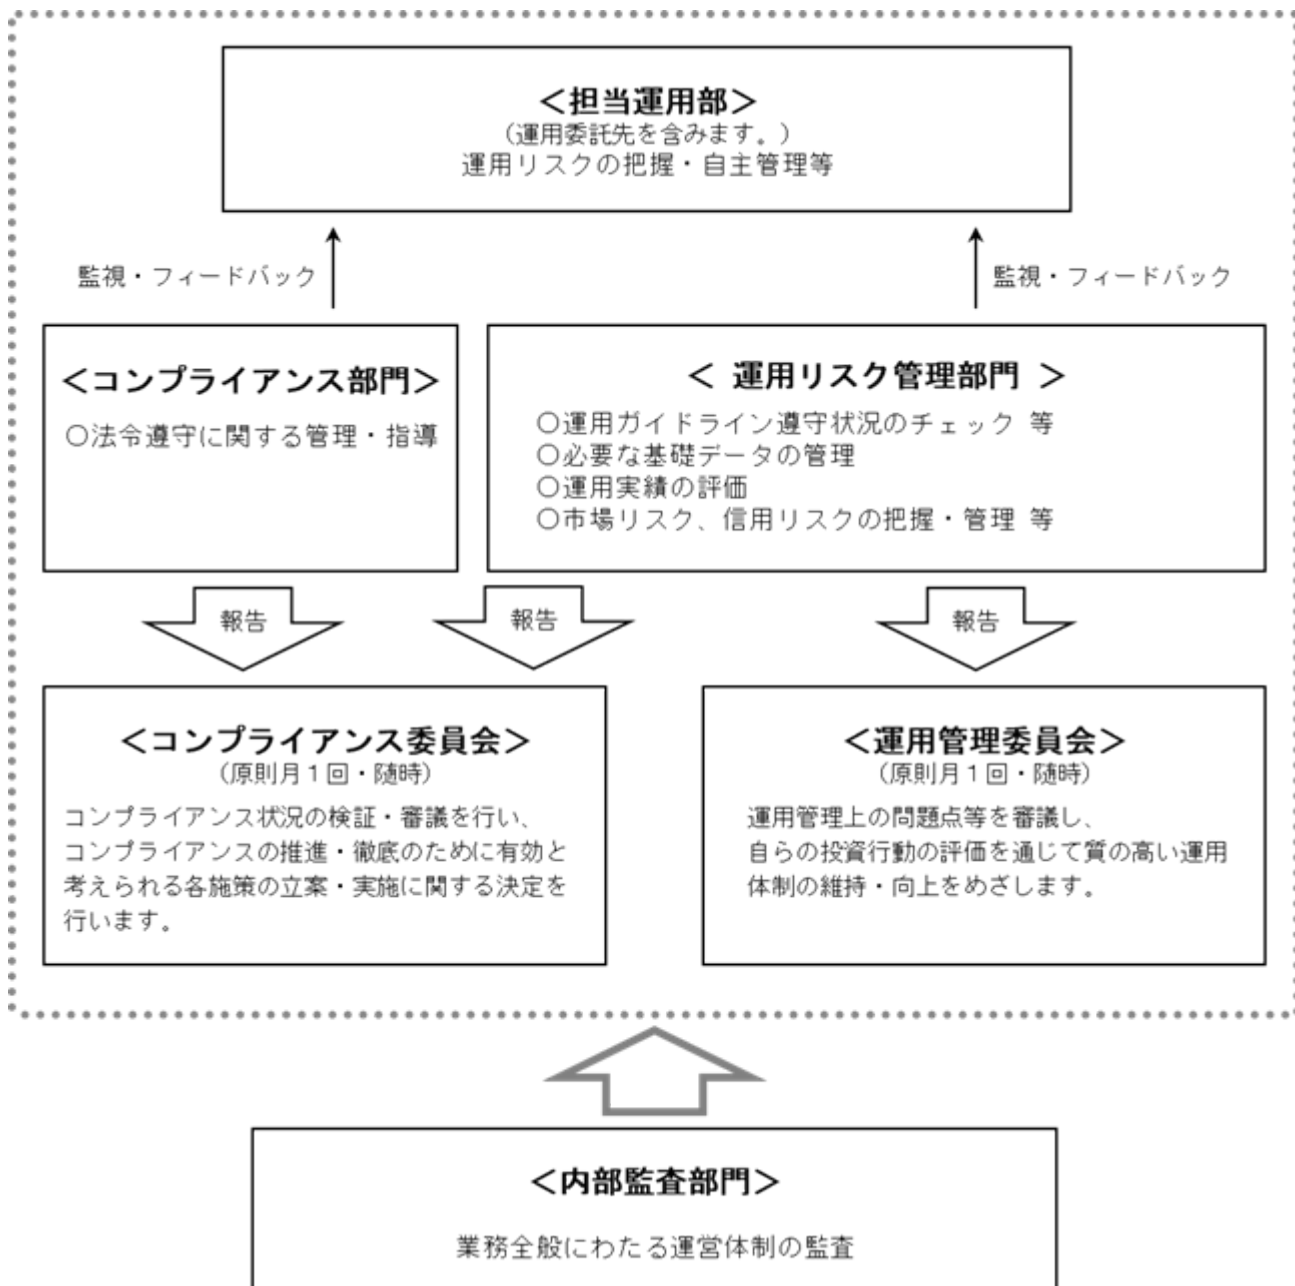 ＜担当運用部＞
（運用委託先を含みます。）
運用リスクの把握・自主管理等
監視・フィードバック
監視・フィードバック
＜コンプライアンス部門＞
○法令遵守に関する管理・指導
＜ 運用リスク管理部門 ＞
○運用ガイドライン遵守状況のチェック 等
○必要な基礎データの管理
○運用実績の評価
○市場リスク、信用リスクの把握・管理 等
報告
報告
報告
＜コンプライアンス委員会＞
（原則月１回・随時）
コンプライアンス状況の検証・審議を行い、
コンプライアンスの推進・徹底のために有効と
考えられる各施策の立案・実施に関する決定を
行います。
＜運用管理委員会＞
（原則月１回・随時）
運用管理上の問題点等を審議し、
自らの投資行動の評価を通じて質の高い運用
体制の維持・向上をめざします。
＜内部監査部門＞
業務全般にわたる運営体制の監査